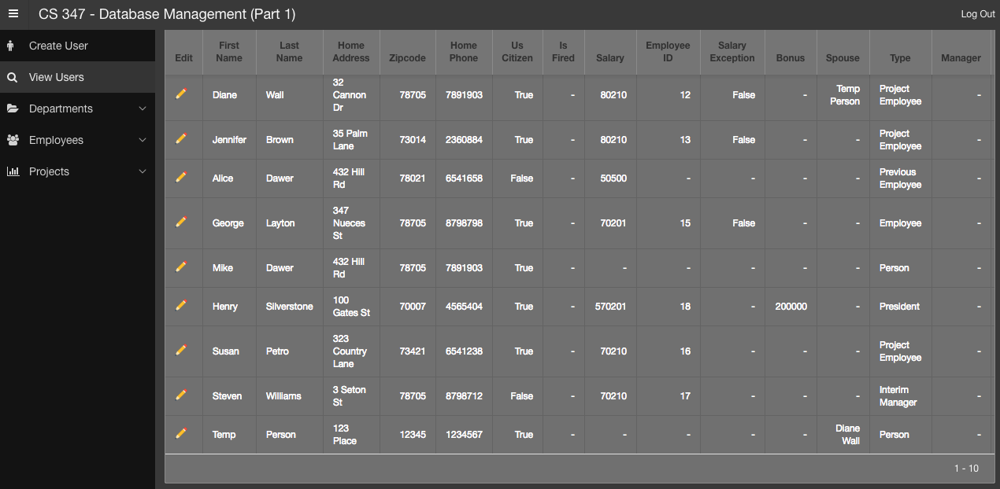 CS 347 - Database Management (Part 1)
Log Out
Create User
View Users
Departments
Employees
Projects
Edit First Name Last Name Home Address Zipcode Home Phone Us Citizen Is Fired Salary Employee ID Salary Exception Bonus Spouse Type Manager
Diane Wall 32 Cannon Dr 78705 7891903 True - 80210 12 False - Temp Person Project Employee -
Jennifer Brown 35 Palm Lane 73014 2360884 True - 80210 13 False - - Project Employee -
Alice Dawer 432 Hill Rd 78021 6541658 False - 50500 - - - - Previous Employee -
George Layton 347 Nueces St 78705 8798798 True - 70201 15 False - - Employee -
Mike Dawer 432 Hill Rd 78705 7891903 True - - - - - - Person -
Henry Silverstone 100 Gates St 70007 4565404 True - 570201 18 - 200000 - President -
Susan Petro 323 Country Lane 73421 6541238 True - 70210 16 - - - Project Employee -
Steven Williams 3 Seton St 78705 8798712 False - 70210 17 - - - Interim Manager -
Temp Person 123 Place 12345 1234567 True - - - - - Diane Wall Person -
1 - 10